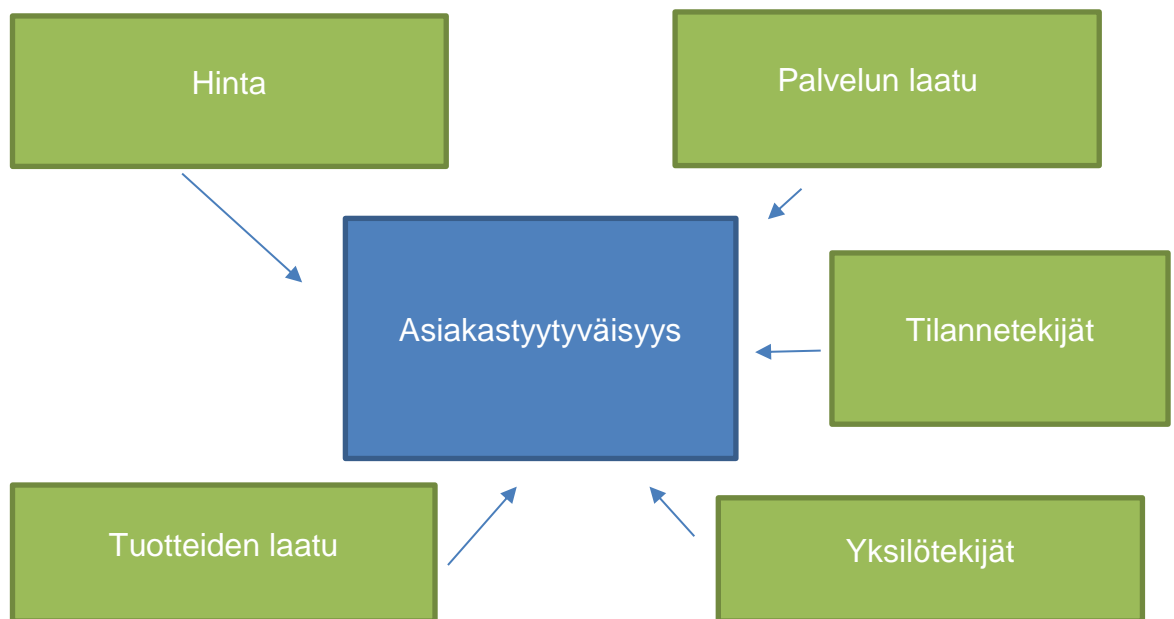 Hinta
Palvelun laatu
Asiakastyytyväisyys
Tilannetekijät
Tuotteiden laatu
Yksilötekijät